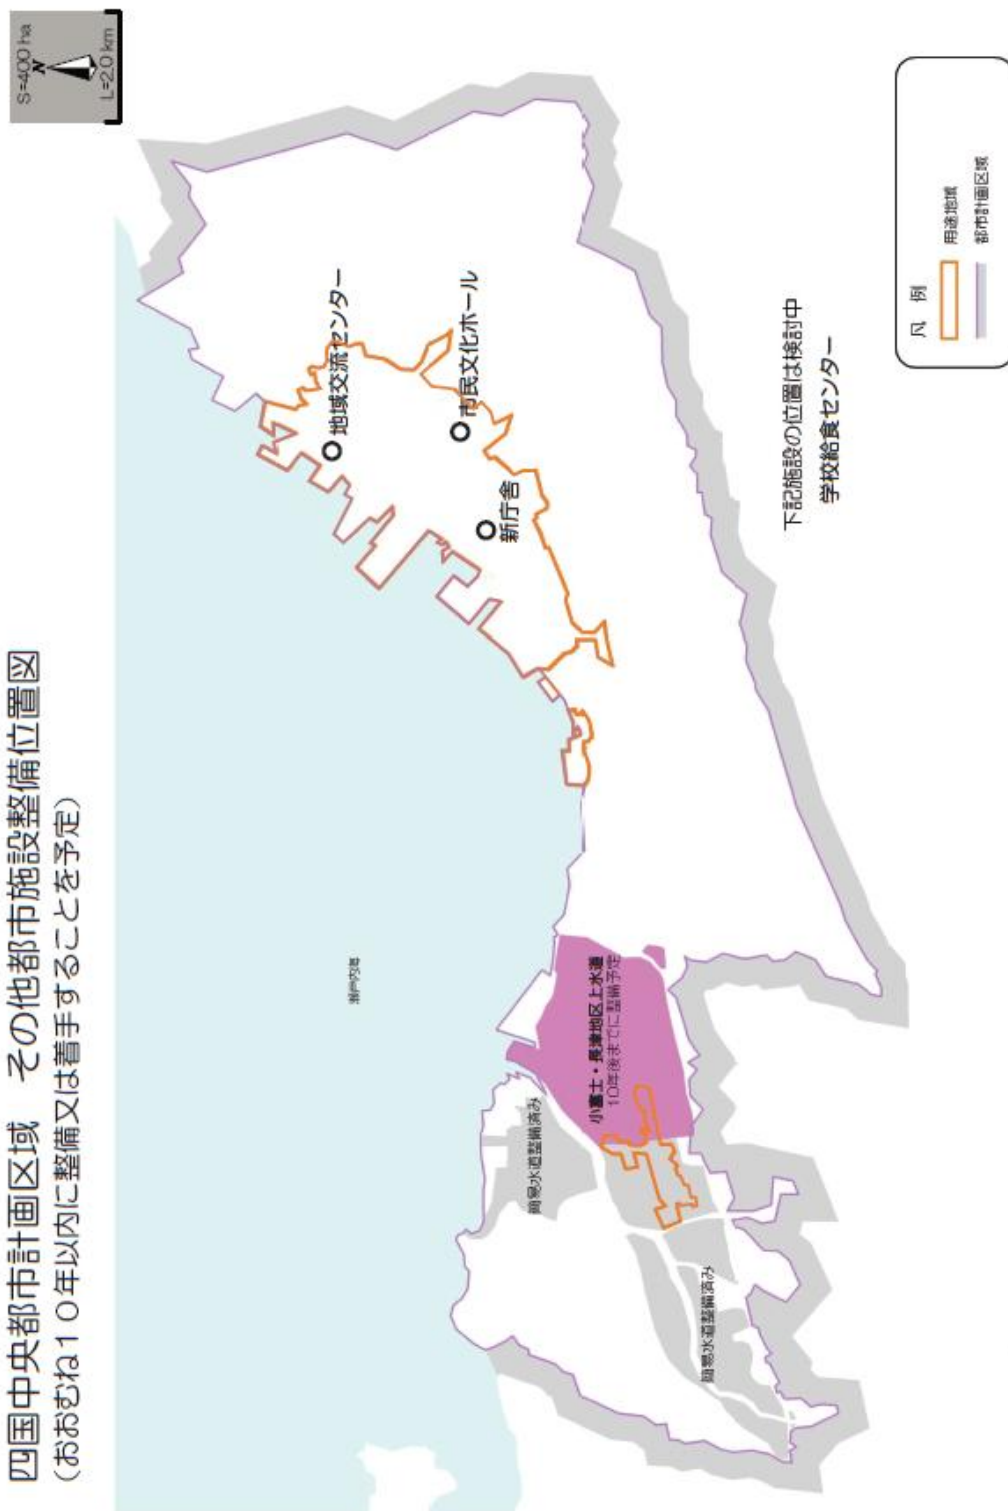 四国中央都市計画区域　その他都市施設整備位置図
（おおむね１０年以内に整備又は着手することを予定）
S=400 ha
N
L=2.0 km
瀬戸内海
地域交流センター
市民文化ホール
新庁舎
小富士・長津地区上水道
10年後までに整備予定
簡易水道整備済み
簡易水道整備済み
下記施設の位置は検討中
学校給食センター
凡　例
用途地域
都市計画区域